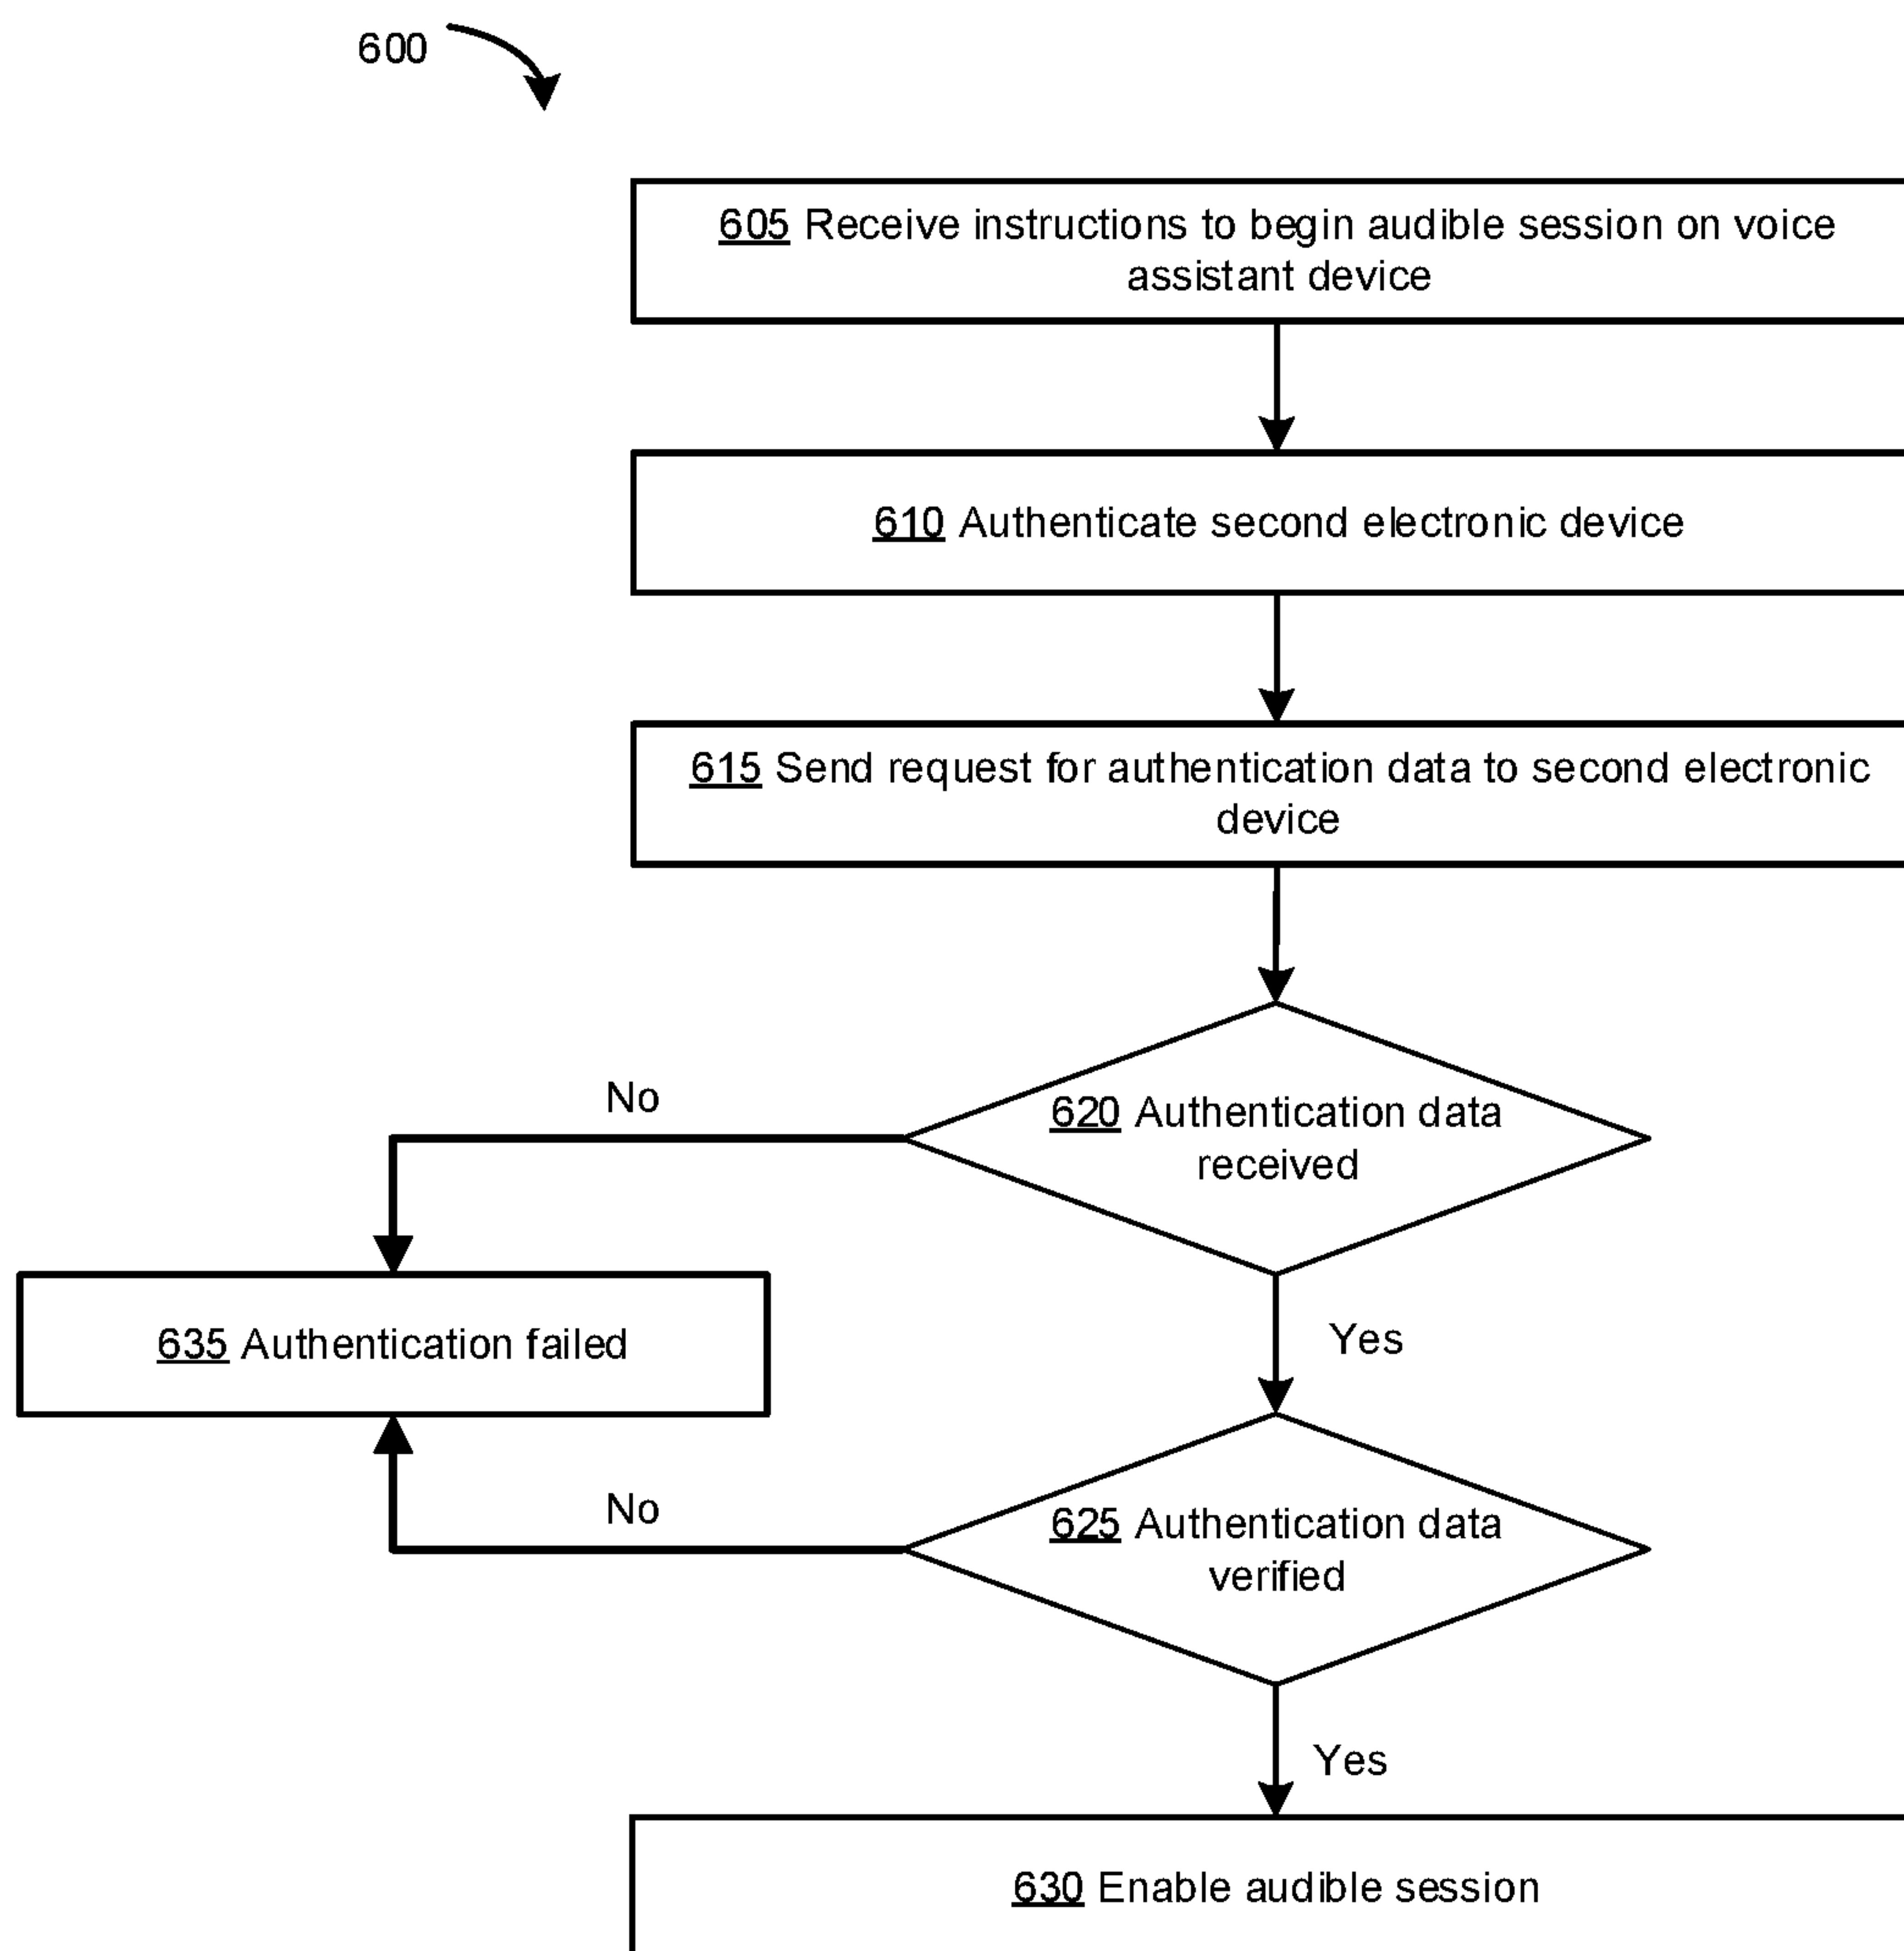 600
605 Receive instructions to begin audible session on voice
assistant device
610 Authenticate second electronic device
615 Send request for authentication data to second electronic
device
No
620 Authentication data
received
635 Authentication failed
Yes
No
625 Authentication data
verified
Yes
630 Enable audible session